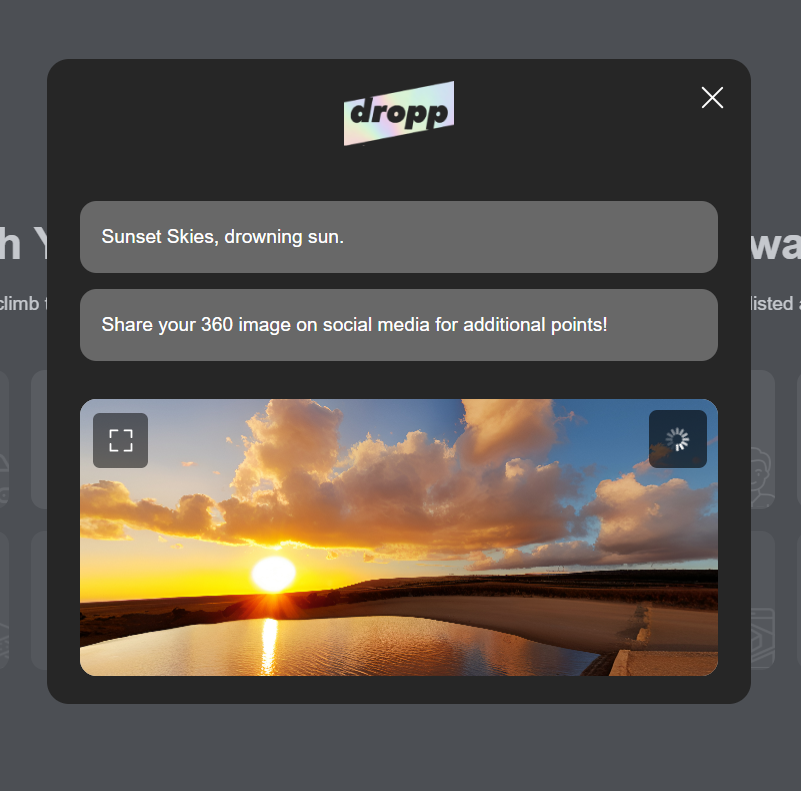 dropp
h Y
wa
climb
listed a
Sunset Skies, drowning sun.
Share your 360 image on social media for additional points!